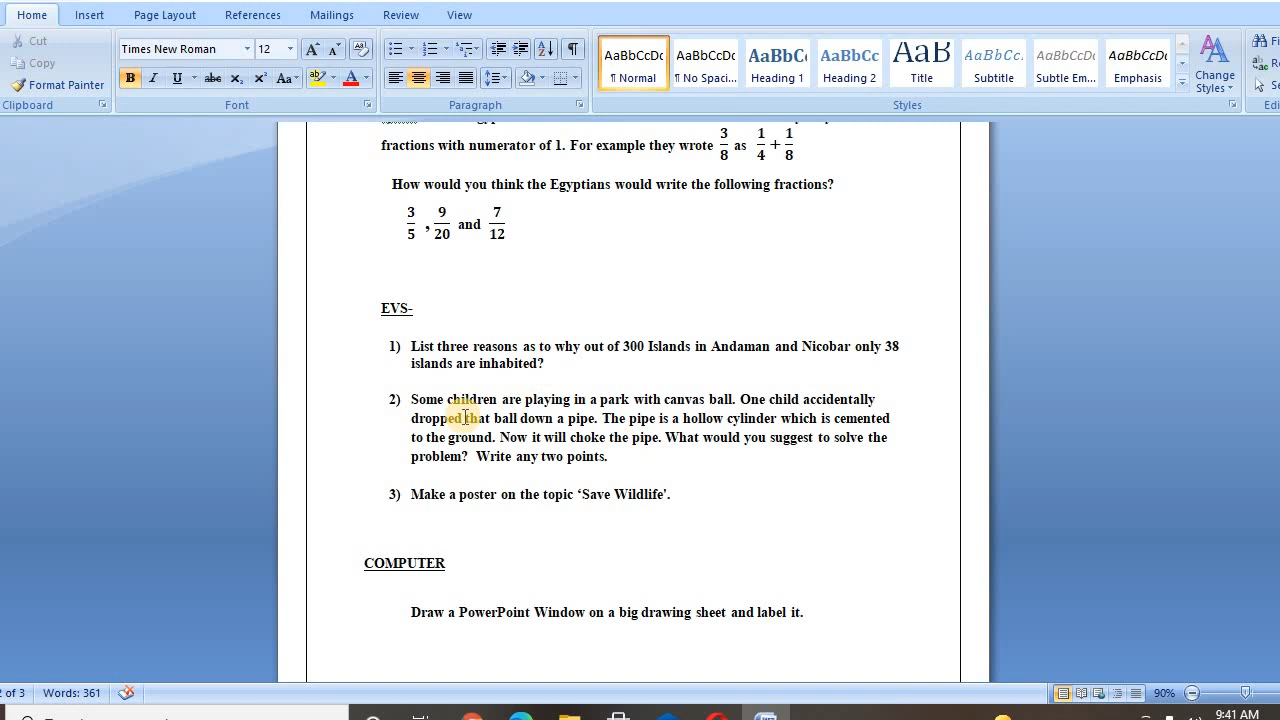 Home Insert Page Layout References Mailings Review View
Cut
Copy
Format Painter
Times New Roman 12
AaBbCcDc AaBbCcDc AaBbC AaBbCc AaB AaBbCc. AaBbCcDc AaBbCcDc
¶ Normal ¶ No Spaci... Heading 1 Heading 2 Title Subtitle Subtle Em... Emphasis
Change
Styles
Clipboard Font Paragraph Styles
fractions with numerator of 1. For example they wrote 3/8 as 1/4 + 1/8
How would you think the Egyptians would write the following fractions?
3/5 , 9/20 and 7/12
EVS-
1) List three reasons as to why out of 300 Islands in Andaman and Nicobar only 38
islands are inhabited?
2) Some children are playing in a park with canvas ball. One child accidentally
dropped that ball down a pipe. The pipe is a hollow cylinder which is cemented
to the ground. Now it will choke the pipe. What would you suggest to solve the
problem? Write any two points.
3) Make a poster on the topic ‘Save Wildlife'.
COMPUTER
Draw a PowerPoint Window on a big drawing sheet and label it.
2 of 3 Words: 361 90%
9:41 AM